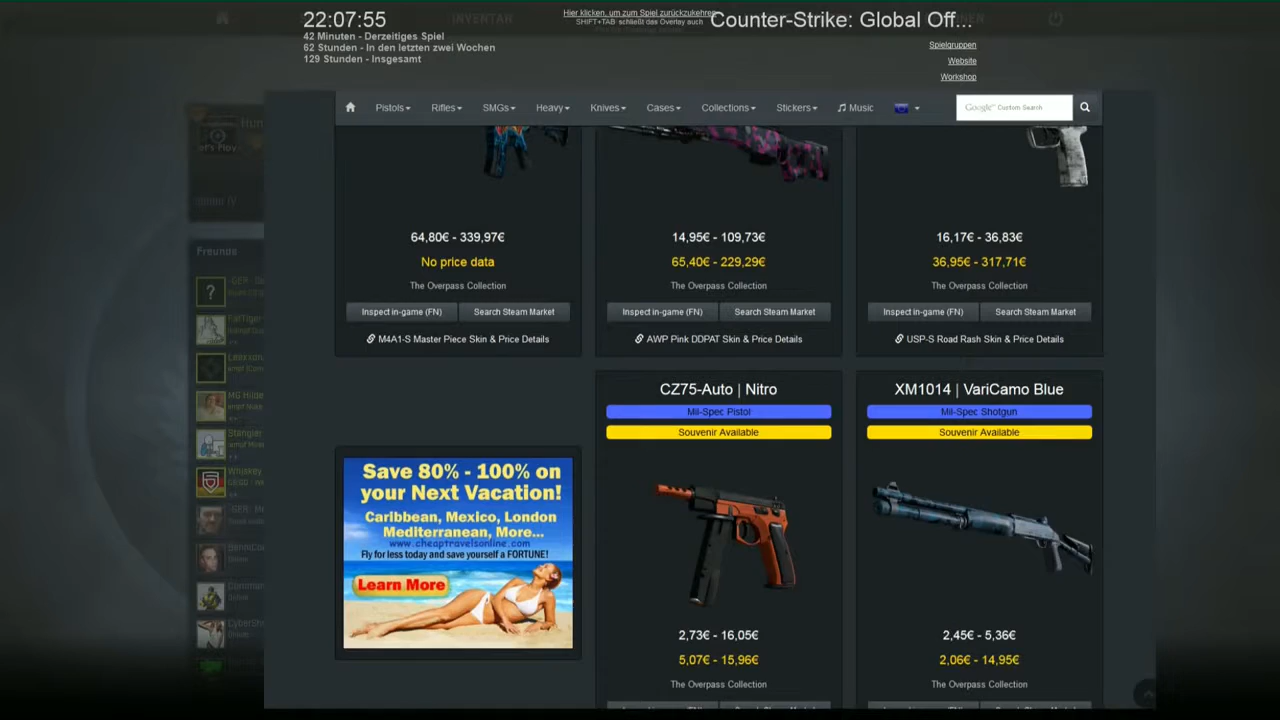 22:07:55
42 Minuten - Derzeitiges Spiel
62 Stunden - In den letzten zwei Wochen
129 Stunden - Insgesamt
Hier klicken, um zum Spiel zurückzukehren
SHIFT+TAB schließt das Overlay auch
Counter-Strike: Global Off...
Spielgruppen
Website
Workshop
INVENTAR
Pistols
Rifles
SMGs
Heavy
Knives
Cases
Collections
Stickers
Music
Google Custom Search
64,80€ - 339,97€
No price data
The Overpass Collection
Inspect in-game (FN)
Search Steam Market
M4A1-S Master Piece Skin & Price Details
14,95€ - 109,73€
65,40€ - 229,29€
The Overpass Collection
Inspect in-game (FN)
Search Steam Market
AWP Pink DDPAT Skin & Price Details
16,17€ - 36,83€
36,95€ - 317,71€
The Overpass Collection
Inspect in-game (FN)
Search Steam Market
USP-S Road Rash Skin & Price Details
Freunde
Save 80% - 100% on
your Next Vacation!
Caribbean, Mexico, London
Mediterranean, More...
www.cheaptravelsonline.com
Fly for less today and save yourself a FORTUNE!
Learn More
CZ75-Auto | Nitro
Mil-Spec Pistol
Souvenir Available
2,73€ - 16,05€
5,07€ - 15,96€
The Overpass Collection
XM1014 | VariCamo Blue
Mil-Spec Shotgun
Souvenir Available
2,45€ - 5,36€
2,06€ - 14,95€
The Overpass Collection